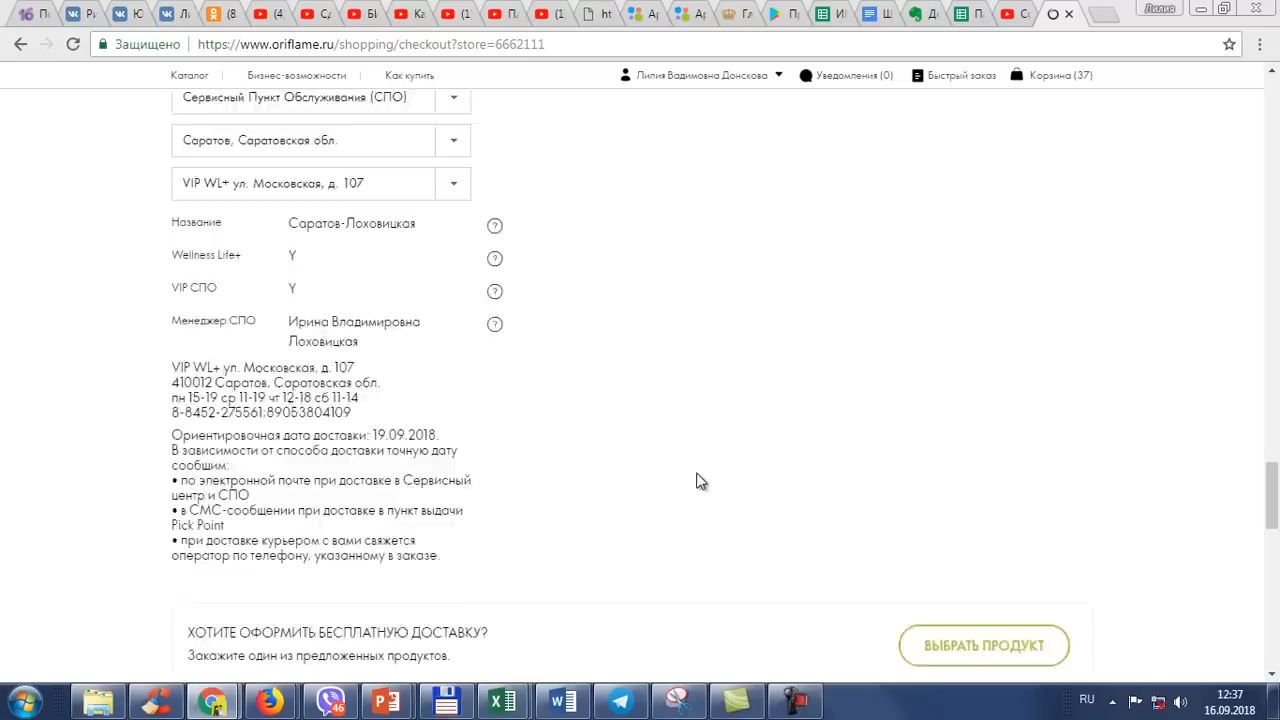 Лилия
Защищено
https://www.oriflame.ru/shopping/checkout?store=6662111
Каталог
Бизнес-возможности
Как купить
Лилия Вадимовна Донскова
Уведомления (0)
Быстрый заказ
Корзина (37)
Сервисный Пункт Обслуживания (СПО)
Саратов, Саратовская обл.
VIP WL+ ул. Московская, д. 107
Название Саратов-Лоховицкая ?
Wellness Life+ Y ?
VIP СПО Y ?
Менеджер СПО Ирина Владимировна ?
Лоховицкая
VIP WL+ ул. Московская, д. 107
410012 Саратов, Саратовская обл.
пн 15-19 ср 11-19 чт 12-18 сб 11-14
8-8452-275561;89053804109
Ориентировочная дата доставки: 19.09.2018.
В зависимости от способа доставки точную дату
сообщим:
• по электронной почте при доставке в Сервисный
центр и СПО
• в СМС-сообщении при доставке в пункт выдачи
Pick Point
• при доставке курьером с вами свяжется
оператор по телефону, указанному в заказе.
ХОТИТЕ ОФОРМИТЬ БЕСПЛАТНУЮ ДОСТАВКУ?
Закажите один из предложенных продуктов.
ВЫБРАТЬ ПРОДУКТ
46
RU
12:37
16.09.2018